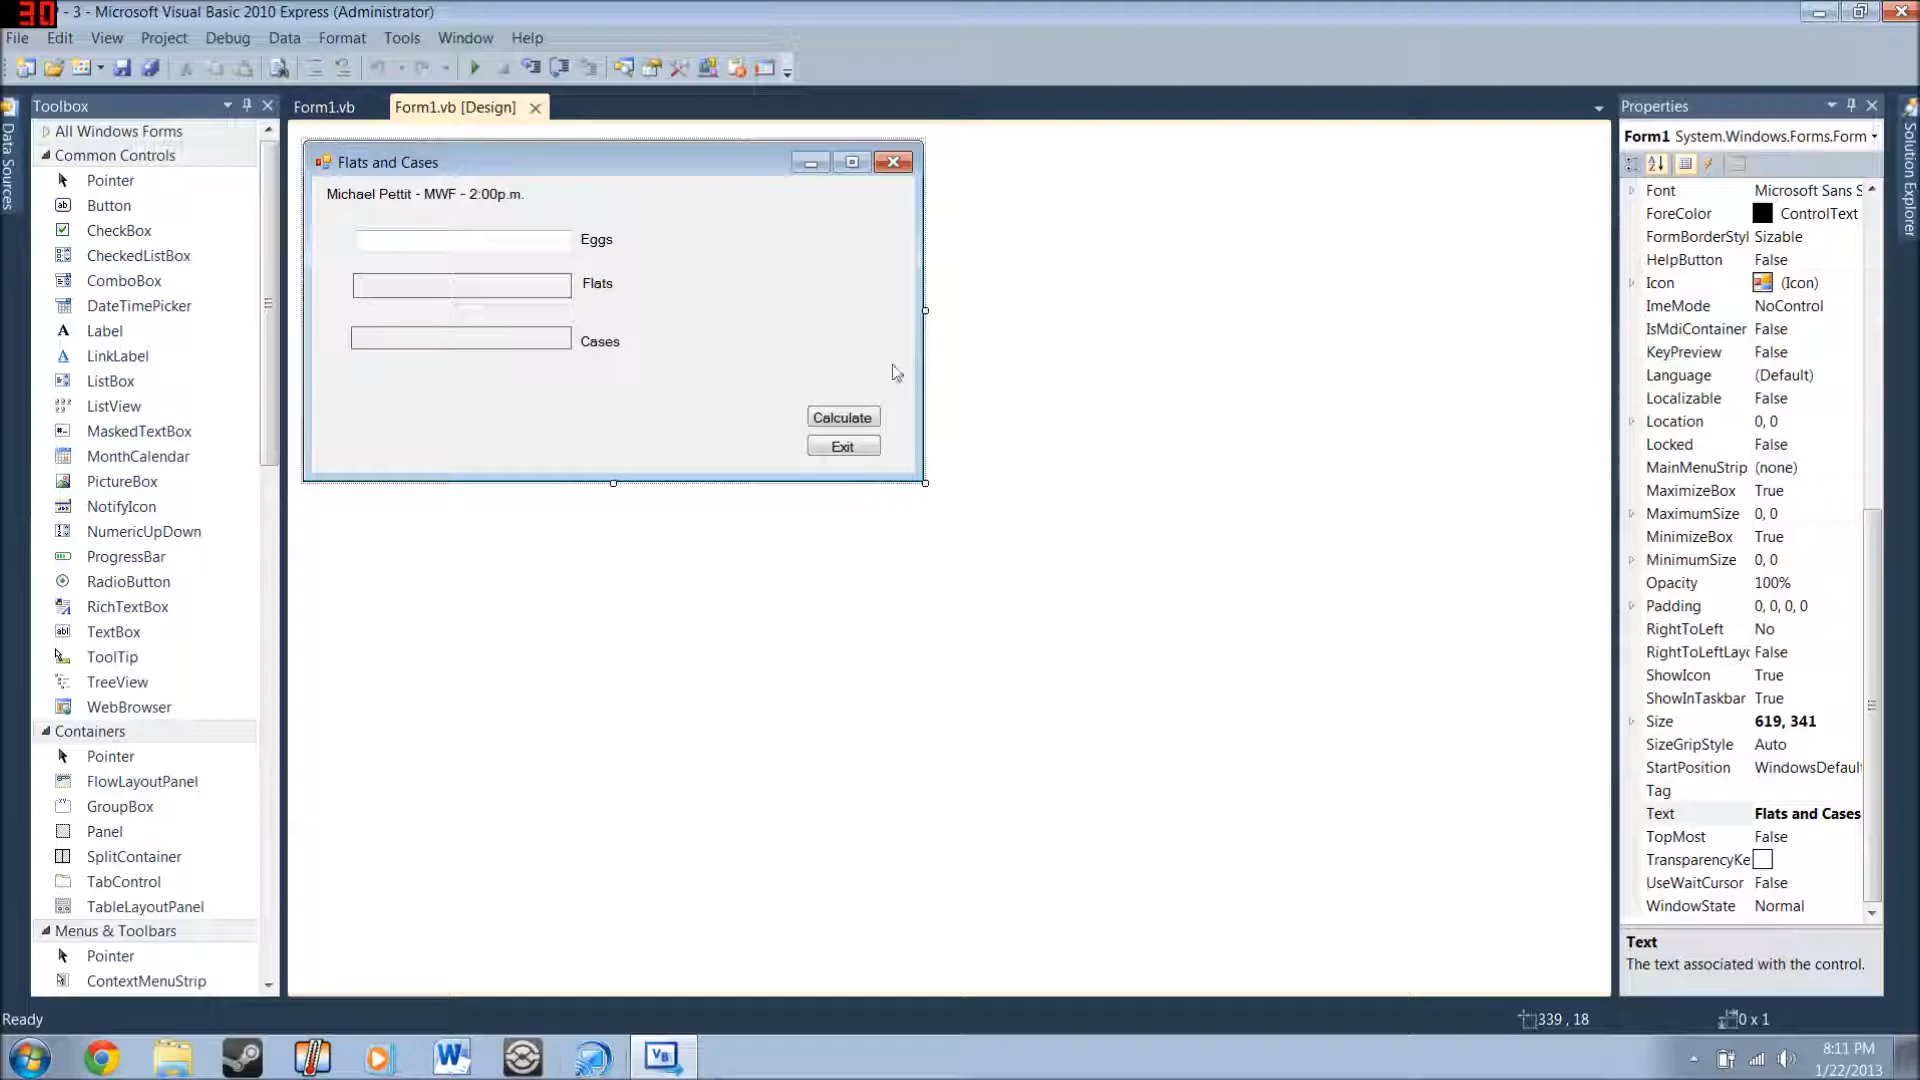 30
- 3 - Microsoft Visual Basic 2010 Express (Administrator)
File Edit View Project Debug Data Format Tools Window Help
Data Sources
Toolbox
All Windows Forms
Common Controls
Pointer
Button
CheckBox
CheckedListBox
ComboBox
DateTimePicker
Label
LinkLabel
ListBox
ListView
MaskedTextBox
MonthCalendar
PictureBox
NotifyIcon
NumericUpDown
ProgressBar
RadioButton
RichTextBox
TextBox
ToolTip
TreeView
WebBrowser
Containers
Pointer
FlowLayoutPanel
GroupBox
Panel
SplitContainer
TabControl
TableLayoutPanel
Menus & Toolbars
Pointer
ContextMenuStrip
Form1.vb
Form1.vb [Design]
Flats and Cases
Michael Pettit - MWF - 2:00p.m.
Eggs
Flats
Cases
Calculate
Exit
Properties
Form1 System.Windows.Forms.Form
Font Microsoft Sans S
ForeColor ControlText
FormBorderStyl Sizable
HelpButton False
Icon (Icon)
ImeMode NoControl
IsMdiContainer False
KeyPreview False
Language (Default)
Localizable False
Location 0, 0
Locked False
MainMenuStrip (none)
MaximizeBox True
MaximumSize 0, 0
MinimizeBox True
MinimumSize 0, 0
Opacity 100%
Padding 0, 0, 0, 0
RightToLeft No
RightToLeftLayo False
ShowIcon True
ShowInTaskbar True
Size 619, 341
SizeGripStyle Auto
StartPosition WindowsDefaul
Tag
Text Flats and Cases
TopMost False
TransparencyKe
UseWaitCursor False
WindowState Normal
Text
The text associated with the control.
Solution Explorer
Ready
339 , 18
0 x 1
8:11 PM
1/22/2013